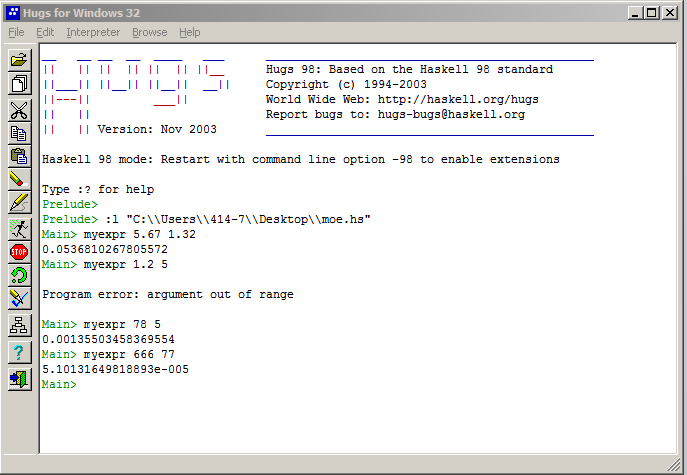 Hugs for Windows 32
File Edit Interpreter Browse Help
__   __ __  __  ____   ___      _________________________________________
||   || ||  || ||  || ||__      Hugs 98: Based on the Haskell 98 standard
||___|| ||__|| ||__||  __||     Copyright (c) 1994-2003
||---||         ___||           World Wide Web: http://haskell.org/hugs
||   ||                         Report bugs to: hugs-bugs@haskell.org
||   || Version: Nov 2003       _________________________________________
Haskell 98 mode: Restart with command line option -98 to enable extensions
Type :? for help
Prelude>
Prelude> :l "C:\\Users\\414-7\\Desktop\\moe.hs"
Main> myexpr 5.67 1.32
0.0536810267805572
Main> myexpr 1.2 5
Program error: argument out of range
Main> myexpr 78 5
0.00135503458369554
Main> myexpr 666 77
5.10131649818893e-005
Main>
STOP